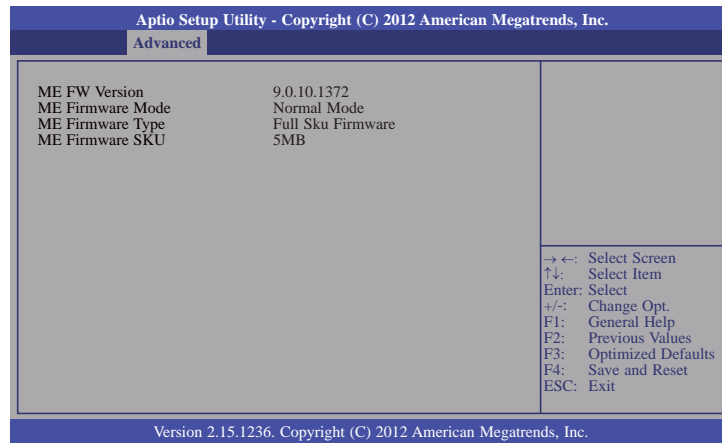 Aptio Setup Utility - Copyright (C) 2012 American Megatrends, Inc.
Advanced
ME FW Version 9.0.10.1372
ME Firmware Mode Normal Mode
ME Firmware Type Full Sku Firmware
ME Firmware SKU 5MB
→ ←: Select Screen
↑↓: Select Item
Enter: Select
+/-: Change Opt.
F1: General Help
F2: Previous Values
F3: Optimized Defaults
F4: Save and Reset
ESC: Exit
Version 2.15.1236. Copyright (C) 2012 American Megatrends, Inc.